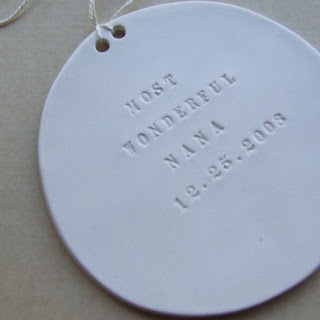 MOST
WONDERFUL
NANA
12.25.2008